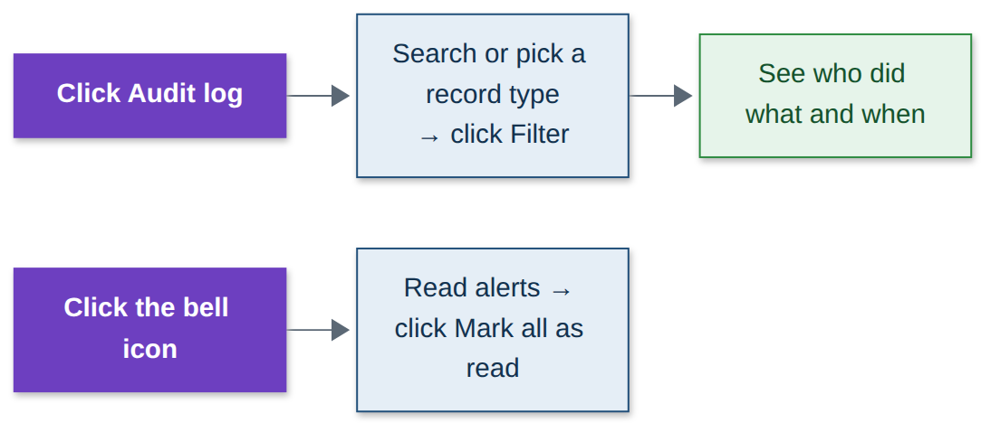 Click Audit log
Search or pick a
record type
→ click Filter
See who did
what and when
Click the bell
icon
Read alerts →
click Mark all as
read